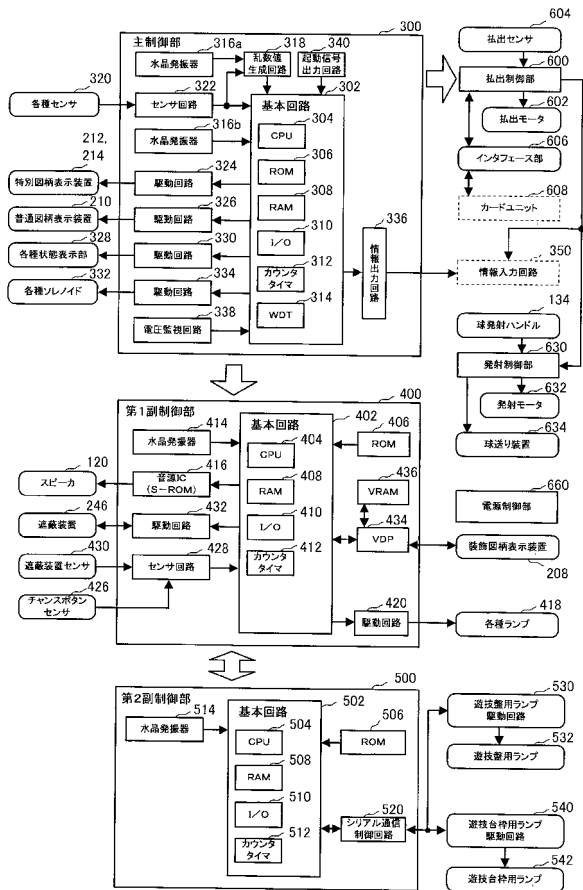 300
主制御部
316a
水晶発振器
318
乱数値
生成回路
340
起動信号
出力回路
320
各種センサ
322
センサ回路
302
基本回路
316b
水晶発振器
304
CPU
306
ROM
308
RAM
310
I/O
312
カウンタ
タイマ
314
WDT
212,
214
特別図柄表示装置
324
駆動回路
210
普通図柄表示装置
326
駆動回路
328
各種状態表示部
330
駆動回路
332
各種ソレノイド
334
駆動回路
338
電圧監視回路
336
情報出力回路
604
払出センサ
600
払出制御部
602
払出モータ
606
インタフェース部
608
カードユニット
350
情報入力回路
134
球発射ハンドル
630
発射制御部
632
発射モータ
634
球送り装置
660
電源制御部
400
第1副制御部
414
水晶発振器
402
基本回路
404
CPU
408
RAM
410
I/O
412
カウンタ
タイマ
406
ROM
436
VRAM
434
VDP
120
スピーカ
416
音源IC
(S-ROM)
246
遮蔽装置
432
駆動回路
430
遮蔽装置センサ
428
センサ回路
426
チャンスボタン
センサ
装飾図柄表示装置
208
420
駆動回路
418
各種ランプ
500
第2副制御部
514
水晶発振器
502
基本回路
504
CPU
508
RAM
510
I/O
512
カウンタ
タイマ
506
ROM
520
シリアル通信
制御回路
530
遊技盤用ランプ
駆動回路
532
遊技盤用ランプ
540
遊技台枠用ランプ
駆動回路
542
遊技台枠用ランプ